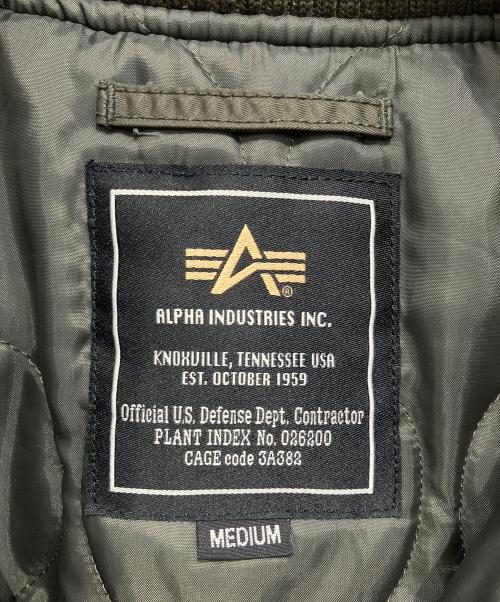 ®
ALPHA INDUSTRIES INC.
KNOXVILLE, TENNESSEE USA
EST. OCTOBER 1959
Official U.S. Defense Dept. Contractor
PLANT INDEX No. 026200
CAGE code 3A382
MEDIUM